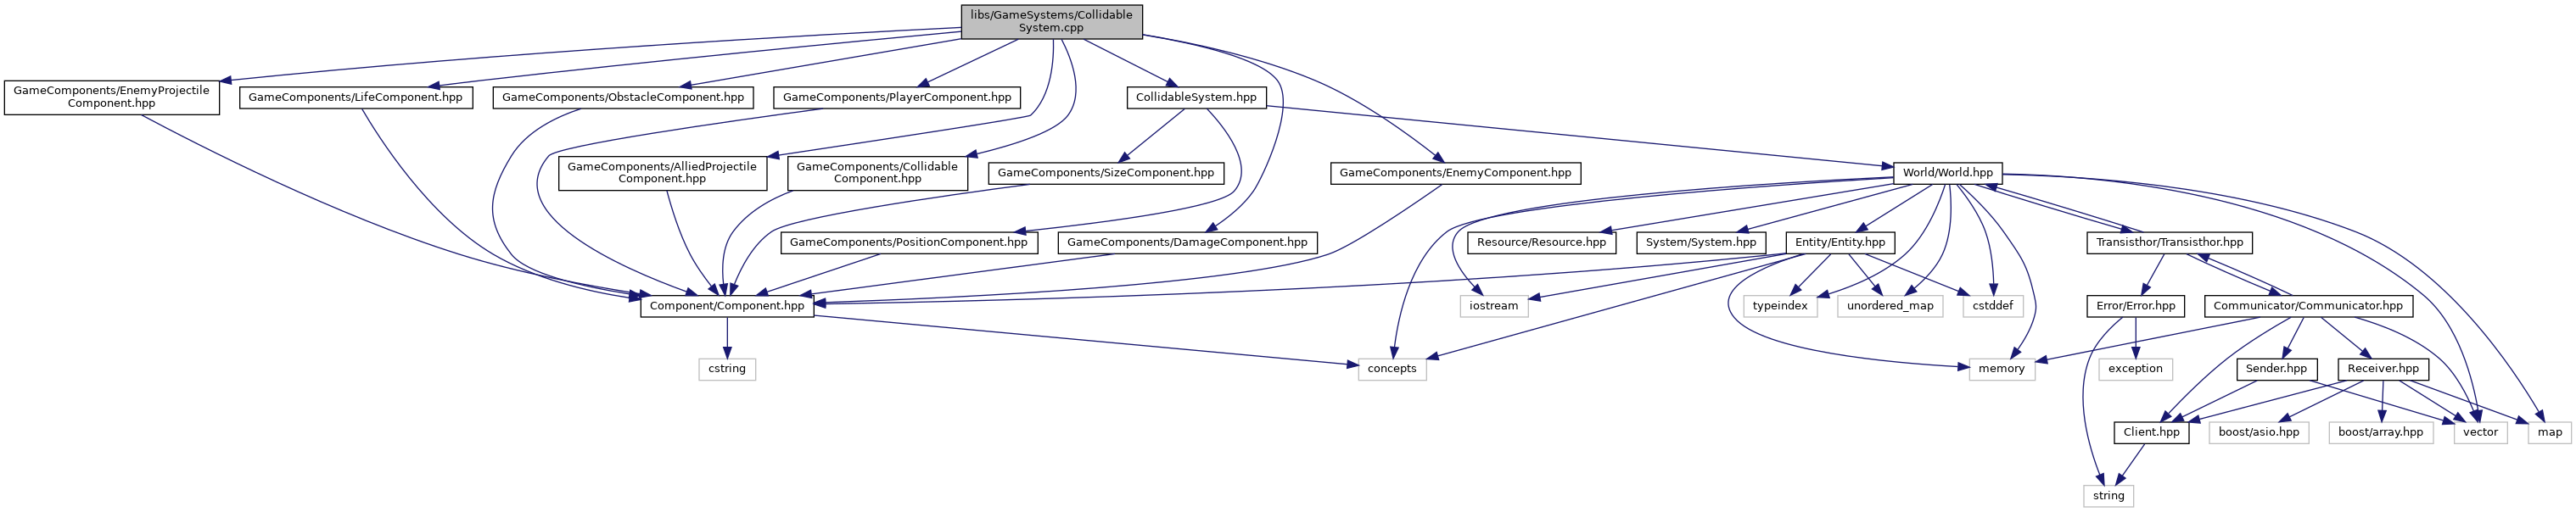 libs/GameSystems/Collidable
System.cpp
GameComponents/EnemyProjectile
Component.hpp
GameComponents/LifeComponent.hpp
GameComponents/ObstacleComponent.hpp
GameComponents/PlayerComponent.hpp
CollidableSystem.hpp
GameComponents/AlliedProjectile
Component.hpp
GameComponents/Collidable
Component.hpp
GameComponents/SizeComponent.hpp
GameComponents/EnemyComponent.hpp
World/World.hpp
GameComponents/PositionComponent.hpp
GameComponents/DamageComponent.hpp
Resource/Resource.hpp
System/System.hpp
Entity/Entity.hpp
Transisthor/Transisthor.hpp
Component/Component.hpp
iostream
typeindex
unordered_map
cstddef
Error/Error.hpp
Communicator/Communicator.hpp
cstring
concepts
memory
exception
Sender.hpp
Receiver.hpp
Client.hpp
boost/asio.hpp
boost/array.hpp
vector
map
string